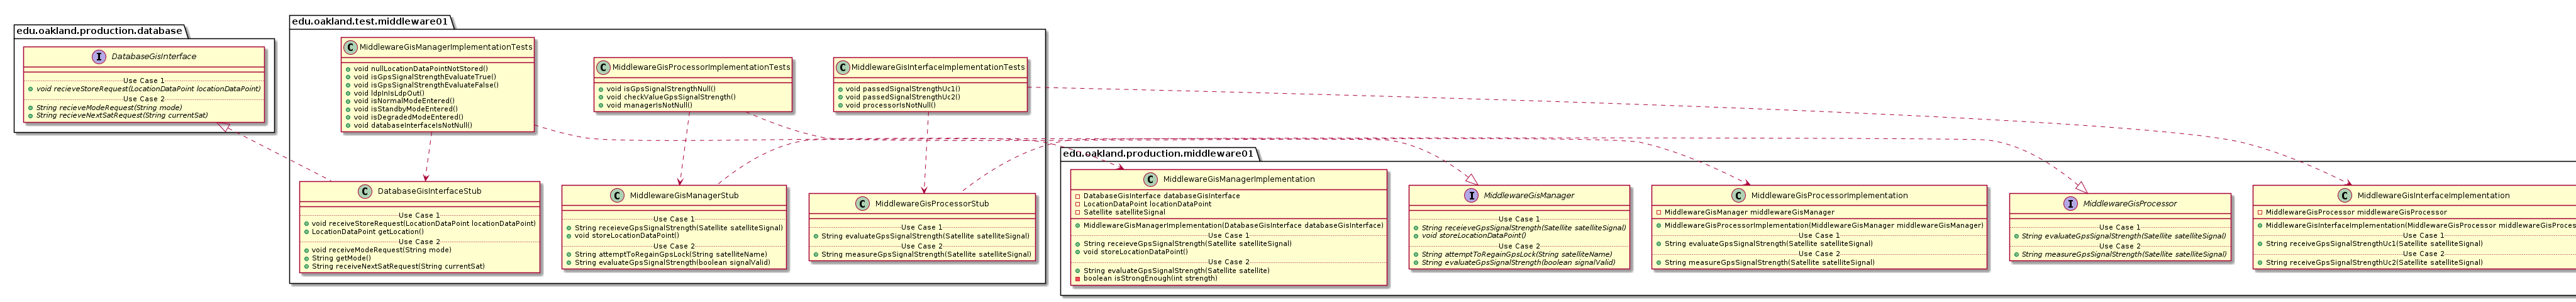 edu.oakland.production.database
DatabaseGisInterface
Use Case 1
void recieveStoreRequest(LocationDataPoint locationDataPoint)
Use Case 2
String recieveModeRequest(String mode)
String recieveNextSatRequest(String currentSat)
edu.oakland.test.middleware01
MiddlewareGisManagerImplementationTests
void nullLocationDataPointNotStored()
void isGpsSignalStrengthEvaluateTrue()
void isGpsSignalStrengthEvaluateFalse()
void ldpInIsLdpOut()
void isNormalModeEntered()
void isStandbyModeEntered()
void isDegradedModeEntered()
void databaseInterfaceIsNotNull()
MiddlewareGisProcessorImplementationTests
void isGpsSignalStrengthNull()
void checkValueGpsSignalStrength()
void managerIsNotNull()
MiddlewareGisInterfaceImplementationTests
void passedSignalStrengthUc1()
void passedSignalStrengthUc2()
void processorIsNotNull()
DatabaseGisInterfaceStub
Use Case 1
void receiveStoreRequest(LocationDataPoint locationDataPoint)
LocationDataPoint getLocation()
Use Case 2
void receiveModeRequest(String mode)
String getMode()
String receiveNextSatRequest(String currentSat)
MiddlewareGisManagerStub
Use Case 1
String receieveGpsSignalStrength(Satellite satelliteSignal)
void storeLocationDataPoint()
Use Case 2
String attemptToRegainGpsLock(String satelliteName)
String evaluateGpsSignalStrength(boolean signalValid)
MiddlewareGisProcessorStub
Use Case 1
String evaluateGpsSignalStrength(Satellite satelliteSignal)
Use Case 2
String measureGpsSignalStrength(Satellite satelliteSignal)
edu.oakland.production.middleware01
MiddlewareGisManagerImplementation
DatabaseGisInterface databaseGisInterface
LocationDataPoint locationDataPoint
Satellite satelliteSignal
MiddlewareGisManagerImplementation(DatabaseGisInterface databaseGisInterface)
Use Case 1
String receieveGpsSignalStrength(Satellite satelliteSignal)
void storeLocationDataPoint()
Use Case 2
String evaluateGpsSignalStrength(Satellite satellite)
boolean isStrongEnough(int strength)
MiddlewareGisManager
Use Case 1
String receieveGpsSignalStrength(Satellite satelliteSignal)
void storeLocationDataPoint()
Use Case 2
String attemptToRegainGpsLock(String satelliteName)
String evaluateGpsSignalStrength(boolean signalValid)
MiddlewareGisProcessorImplementation
MiddlewareGisManager middlewareGisManager
MiddlewareGisProcessorImplementation(MiddlewareGisManager middlewareGisManager)
Use Case 1
String evaluateGpsSignalStrength(Satellite satelliteSignal)
Use Case 2
String measureGpsSignalStrength(Satellite satelliteSignal)
MiddlewareGisProcessor
Use Case 1
String evaluateGpsSignalStrength(Satellite satelliteSignal)
Use Case 2
String measureGpsSignalStrength(Satellite satelliteSignal)
MiddlewareGisInterfaceImplementation
MiddlewareGisProcessor middlewareGisProcessor
MiddlewareGisInterfaceImplementation(MiddlewareGisProcessor
Use Case 1
String receiveGpsSignalStrengthUc1(Satellite satelliteSignal)
Use Case 2
String receiveGpsSignalStrengthUc2(Satellite satelliteSignal)